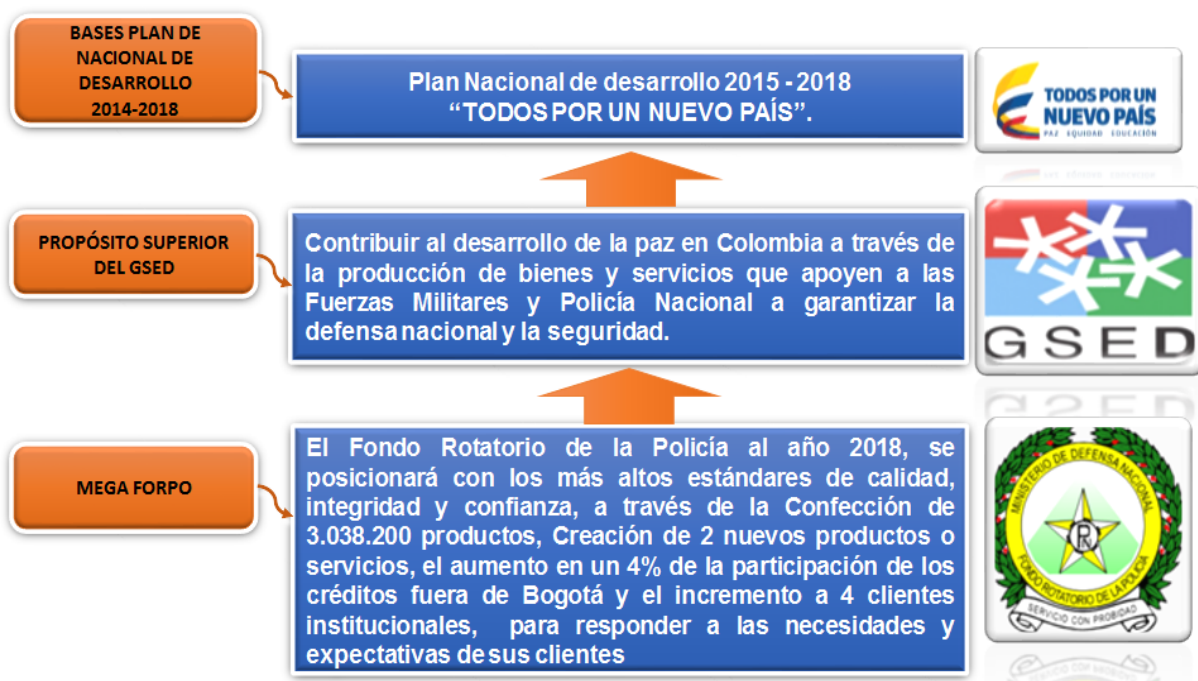 BASES PLAN DE
NACIONAL DE
DESARROLLO
2014-2018
Plan Nacional de desarrollo 2015 - 2018
“TODOS POR UN NUEVO PAÍS”.
TODOS POR UN
NUEVO PAÍS
PAZ EQUIDAD EDUCACIÓN
PROPÓSITO SUPERIOR
DEL GSED
Contribuir al desarrollo de la paz en Colombia a través de
la producción de bienes y servicios que apoyen a las
Fuerzas Militares y Policía Nacional a garantizar la
defensa nacional y la seguridad.
GSED
MEGA FORPO
El Fondo Rotatorio de la Policía al año 2018, se
posicionará con los más altos estándares de calidad,
integridad y confianza, a través de la Confección de
3.038.200 productos, Creación de 2 nuevos productos o
servicios, el aumento en un 4% de la participación de los
créditos fuera de Bogotá y el incremento a 4 clientes
institucionales, para responder a las necesidades y
expectativas de sus clientes
MINISTERIO DE DEFENSA NACIONAL
FONDO ROTATORIO DE LA POLICIA
SERVICIO CON PROBIDAD